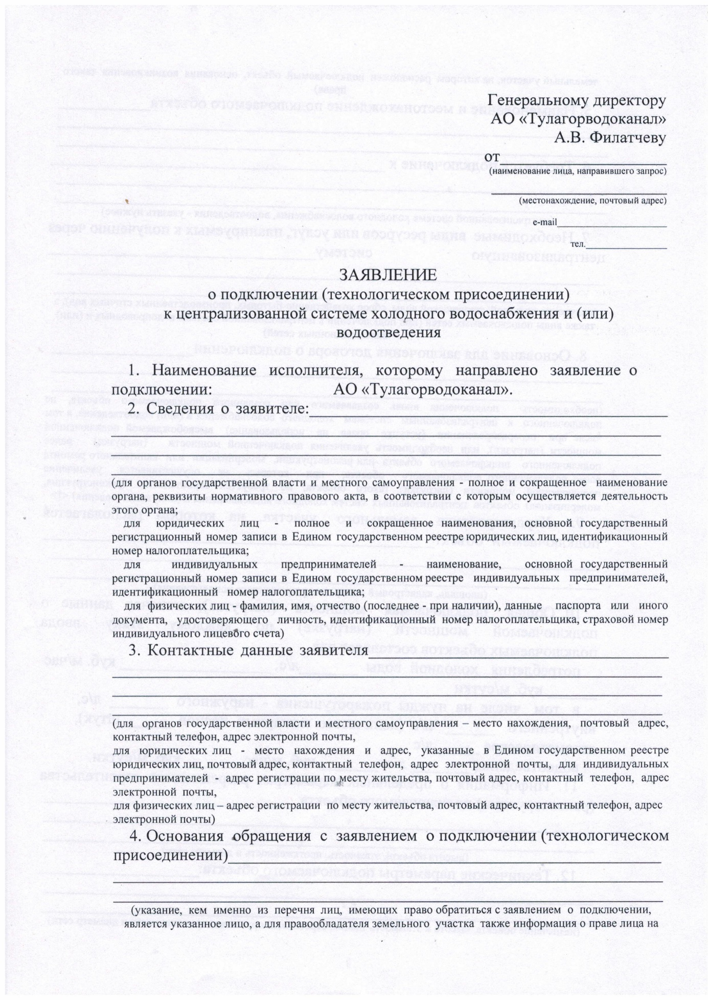 Генеральному директору
АО «Тулагорводоканал»
А.В. Филатчеву
от____________________
(наименование лица, направившего запрос)
(местонахождение, почтовый адрес)
e-mail____________________
тел.________________
ЗАЯВЛЕНИЕ
о подключении (технологическом присоединении)
к централизованной системе холодного водоснабжения и (или)
водоотведения
1. Наименование исполнителя, которому направлено заявление о
подключении: АО «Тулагорводоканал».
2. Сведения о заявителе:
(для органов государственной власти и местного самоуправления - полное и сокращенное наименование
органа, реквизиты нормативного правового акта, в соответствии с которым осуществляется деятельность
этого органа;
для юридических лиц - полное и сокращенное наименования, основной государственный
регистрационный номер записи в Едином государственном реестре юридических лиц, идентификационный
номер налогоплательщика;
для индивидуальных предпринимателей - наименование, основной государственный
регистрационный номер записи в Едином государственном реестре индивидуальных предпринимателей,
идентификационный номер налогоплательщика;
для физических лиц - фамилия, имя, отчество (последнее - при наличии), данные паспорта или иного
документа, удостоверяющего личность, идентификационный номер налогоплательщика, страховой номер
индивидуального лицевого счета)
3. Контактные данные заявителя____________________
(для органов государственной власти и местного самоуправления – место нахождения, почтовый адрес,
контактный телефон, адрес электронной почты,
для юридических лиц - место нахождения и адрес, указанные в Едином государственном реестре
юридических лиц, почтовый адрес, контактный телефон, адрес электронной почты, для индивидуальных
предпринимателей - адрес регистрации по месту жительства, почтовый адрес, контактный телефон, адрес
электронной почты,
для физических лиц – адрес регистрации по месту жительства, почтовый адрес, контактный телефон, адрес
электронной почты)
4. Основания обращения с заявлением о подключении (технологическом
присоединении)____________________
(указание, кем именно из перечня лиц, имеющих право обратиться с заявлением о подключении,
является указанное лицо, а для правообладателя земельного участка также информация о праве лица на